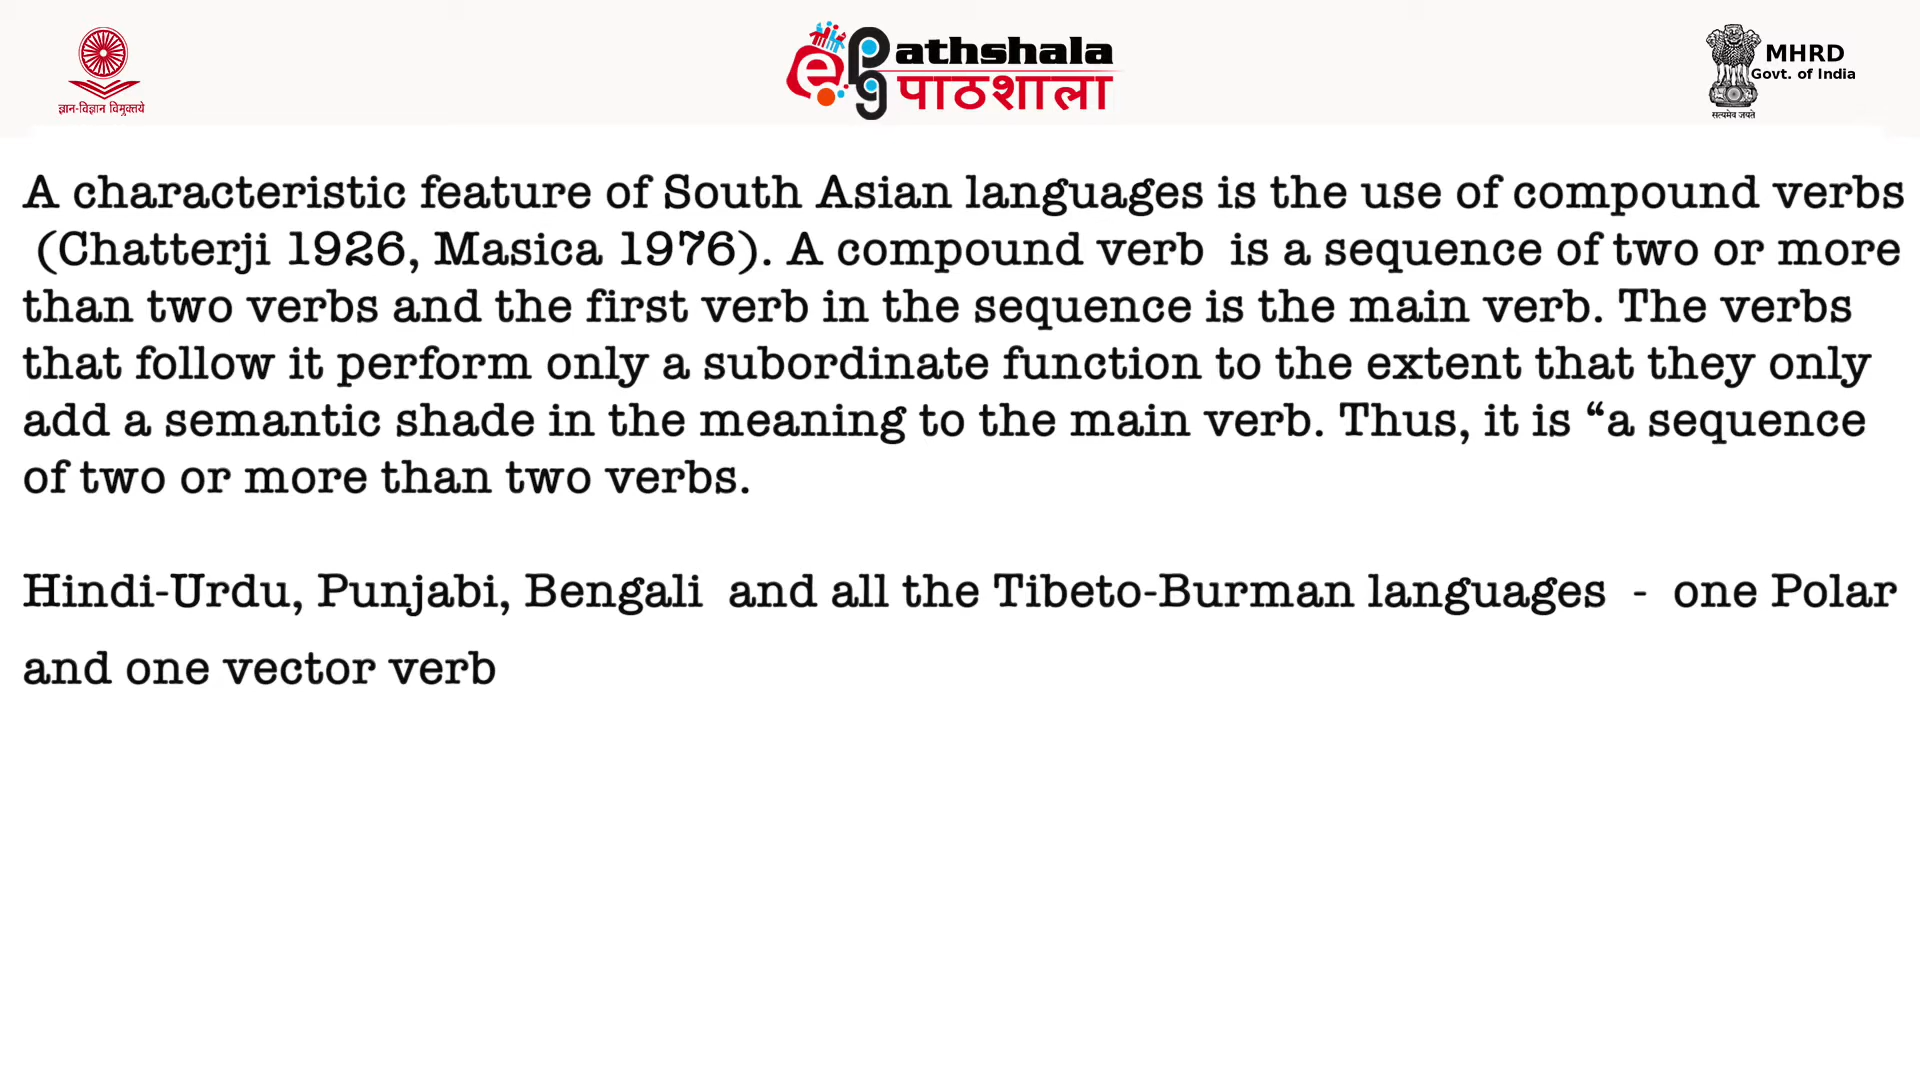 ज्ञान-विज्ञान विमुक्तये
e PG Pathshala
पाठशाला
MHRD
Govt. of India
सत्यमेव जयते
A characteristic feature of South Asian languages is the use of compound verbs
(Chatterji 1926, Masica 1976). A compound verb is a sequence of two or more
than two verbs and the first verb in the sequence is the main verb. The verbs
that follow it perform only a subordinate function to the extent that they only
add a semantic shade in the meaning to the main verb. Thus, it is “a sequence
of two or more than two verbs.
Hindi-Urdu, Punjabi, Bengali and all the Tibeto-Burman languages - one Polar
and one vector verb